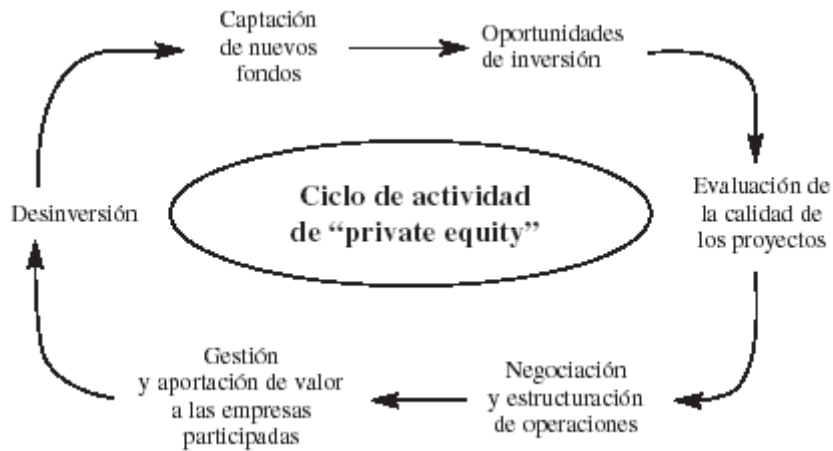 Captación
de nuevos
fondos
Oportunidades
de inversión
Evaluación de
la calidad de
los proyectos
Negociación
y estructuración
de operaciones
Gestión
y aportación de valor
a las empresas
participadas
Desinversión
Ciclo de actividad
de “private equity”